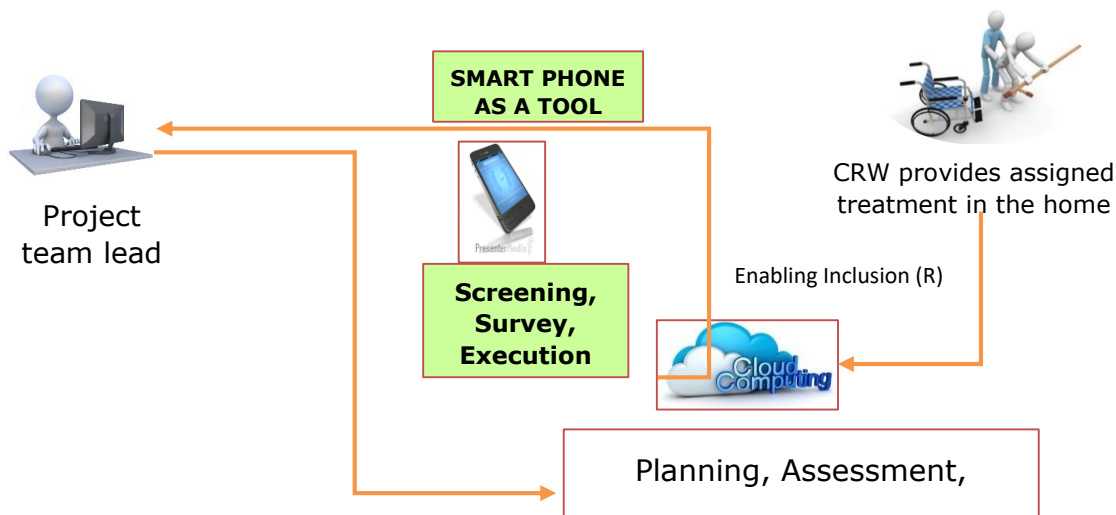 SMART PHONE
AS A TOOL
CRW provides assigned
treatment in the home
Project
team lead
PresenterMedia
Enabling Inclusion (R)
Screening,
Survey,
Execution
Cloud
Computing
Planning, Assessment,